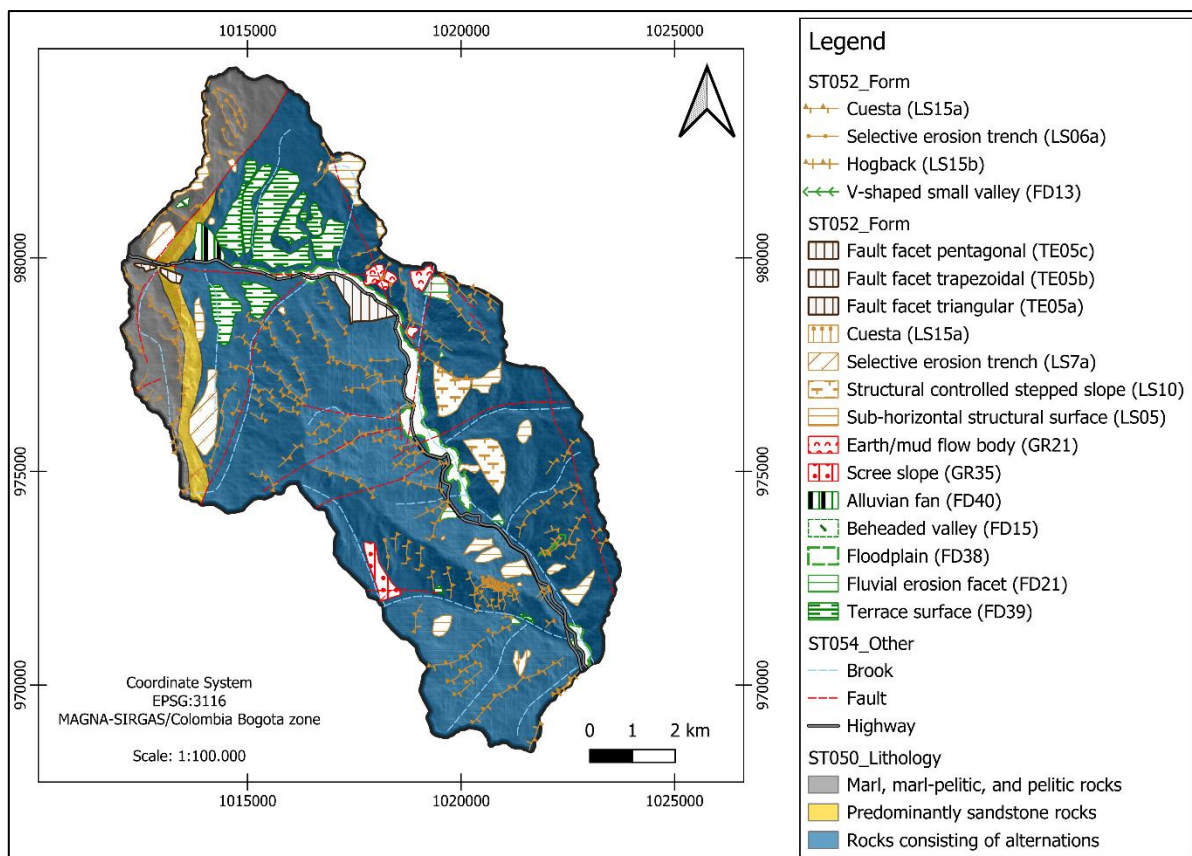 1015000
1020000
1025000
980000
975000
970000
980000
975000
970000
Coordinate System
EPSG:3116
MAGNA-SIRGAS/Colombia Bogota zone
Scale: 1:100.000
0 1 2 km
1015000
1020000
1025000
Legend
ST052_Form
Cuesta (LS15a)
Selective erosion trench (LS06a)
Hogback (LS15b)
V-shaped small valley (FD13)
ST052_Form
Fault facet pentagonal (TE05c)
Fault facet trapezoidal (TE05b)
Fault facet triangular (TE05a)
Cuesta (LS15a)
Selective erosion trench (LS7a)
Structural controlled stepped slope (LS10)
Sub-horizontal structural surface (LS05)
Earth/mud flow body (GR21)
Scree slope (GR35)
Alluvian fan (FD40)
Beheaded valley (FD15)
Floodplain (FD38)
Fluvial erosion facet (FD21)
Terrace surface (FD39)
ST054_Other
Brook
Fault
Highway
ST050_Lithology
Marl, marl-pelitic, and pelitic rocks
Predominantly sandstone rocks
Rocks consisting of alternations